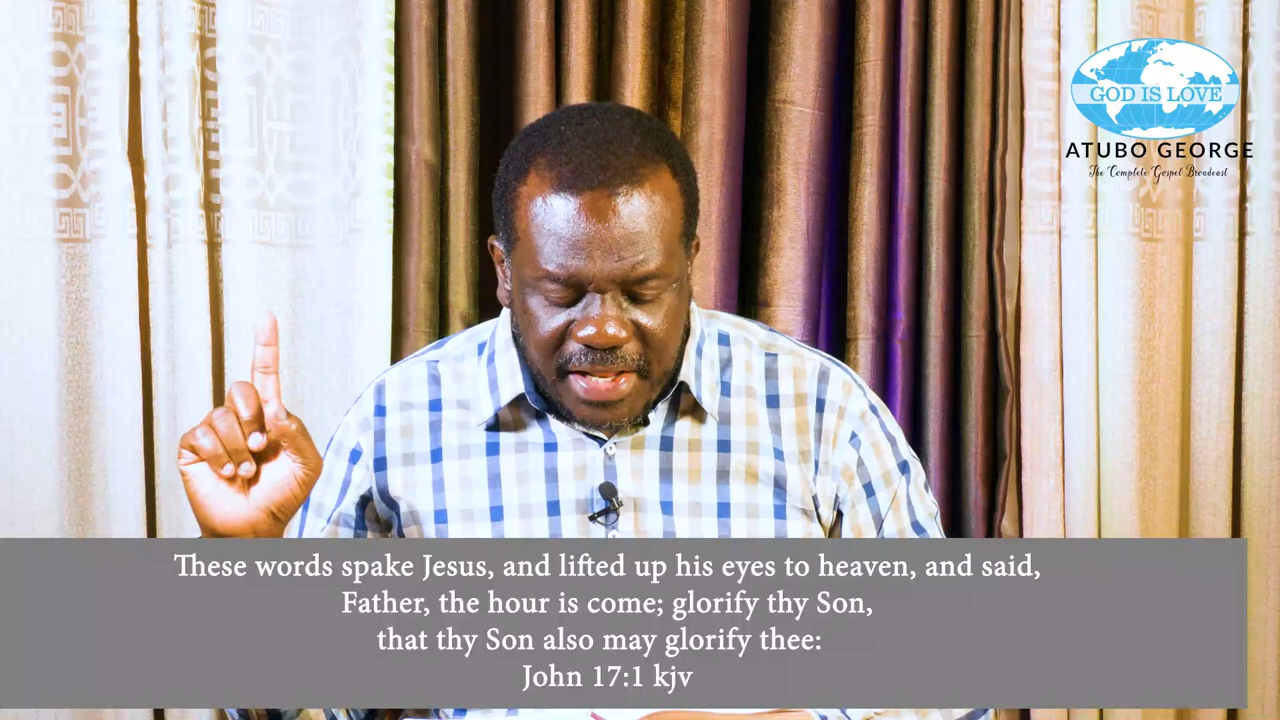 GOD IS LOVE
ATUBO GEORGE
The Complete Gospel Broadcast
These words spake Jesus, and lifted up his eyes to heaven, and said,
Father, the hour is come; glorify thy Son,
that thy Son also may glorify thee:
John 17:1 kjv